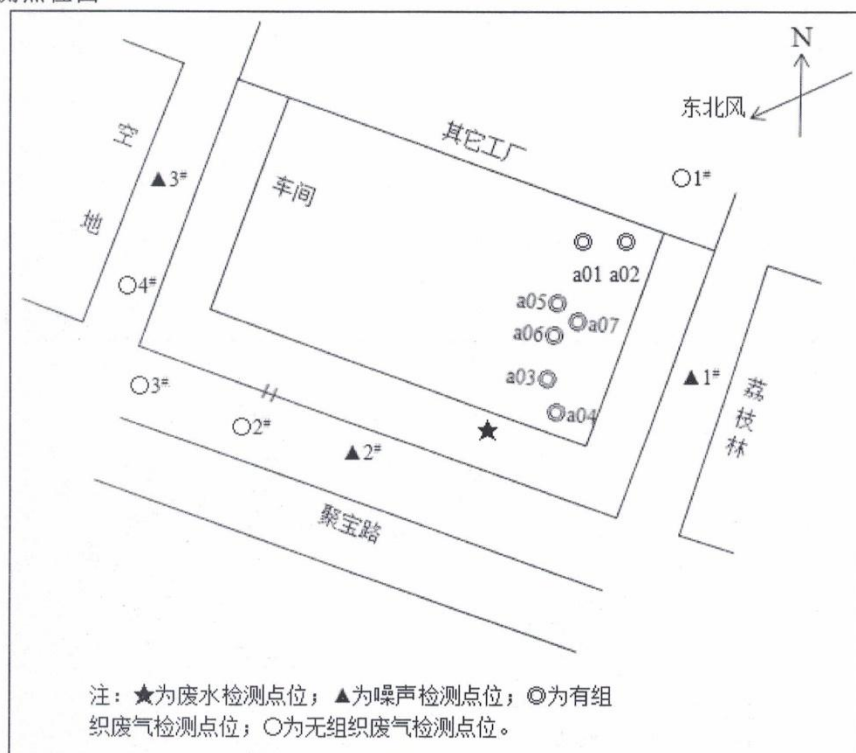 N
东北风
其它工厂
○1#
空地
▲3#
车间
a01 a02
○4#
a05◎
◎a07
a06◎
▲1#
荔枝林
a03◎
○3#
◎a04
○2#
★
▲2#
聚宝路
注：★为废水检测点位；▲为噪声检测点位；◎为有组
织废气检测点位；○为无组织废气检测点位。